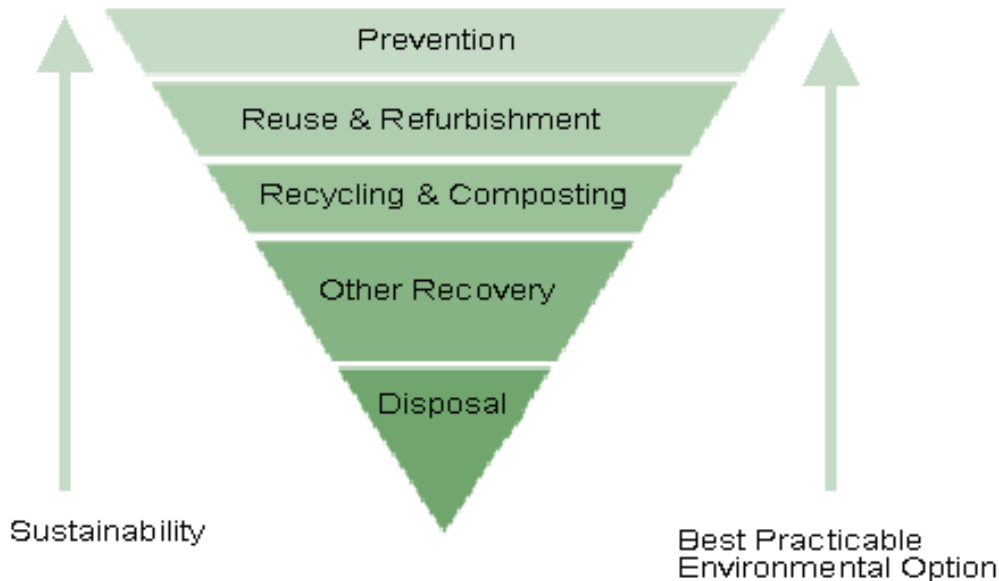 Prevention
Reuse & Refurbishment
Recycling & Composting
Other Recovery
Disposal
Sustainability
Best Practicable
Environmental Option